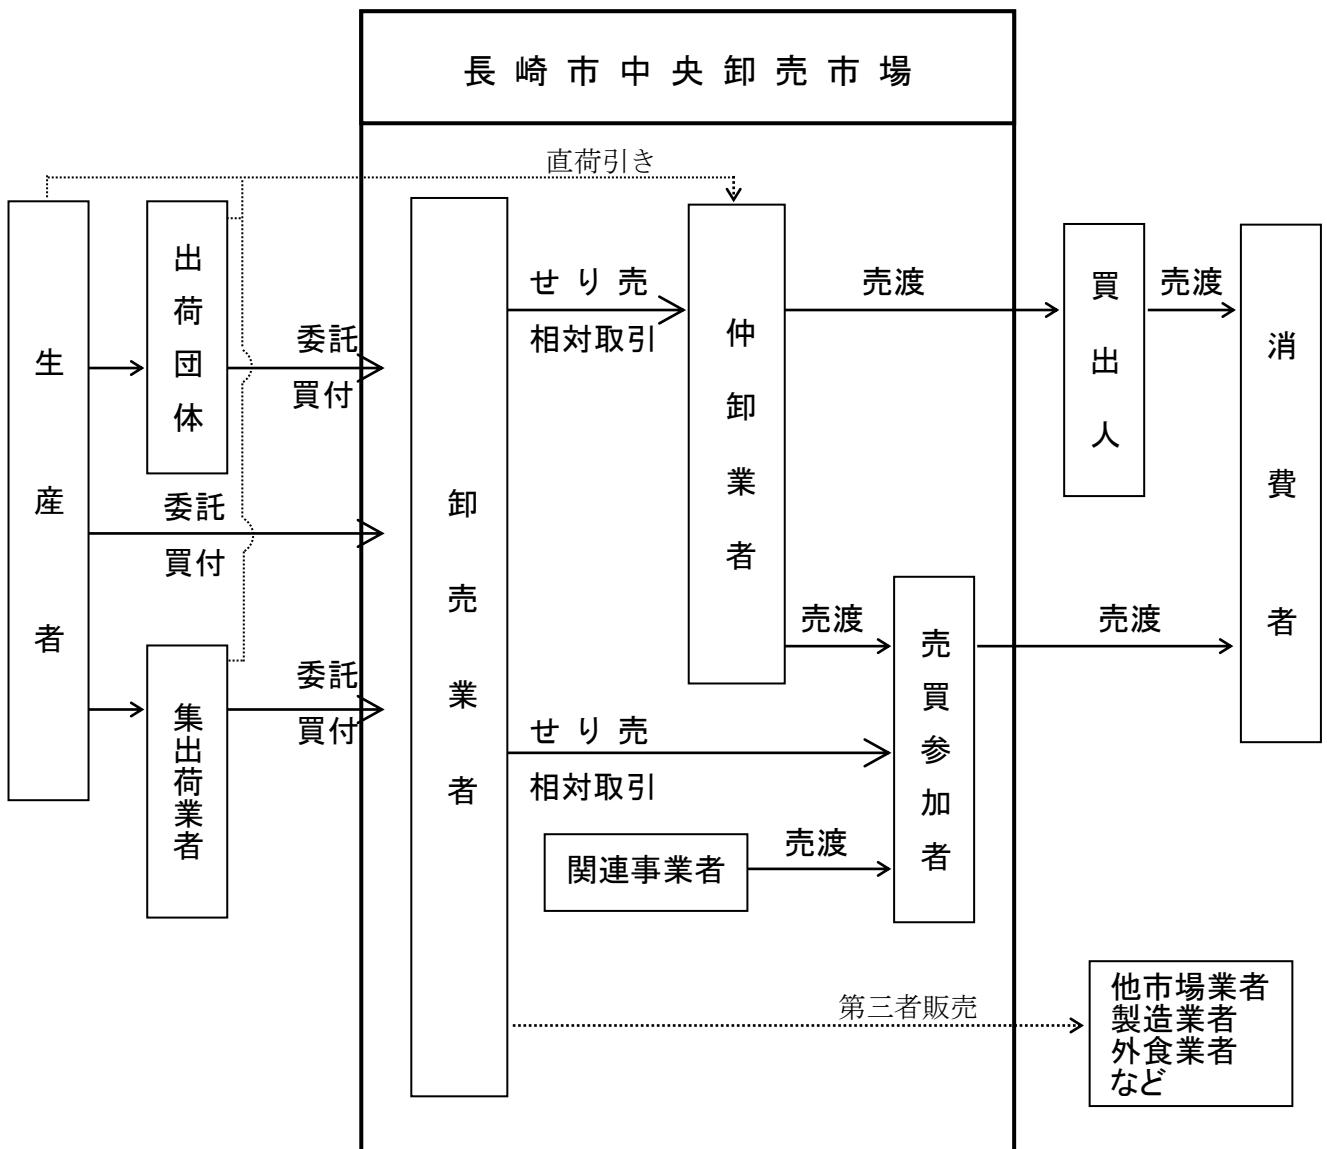 長崎市中央卸売市場
直荷引き
生産者
出荷団体
集出荷業者
委託
買付
委託
買付
委託
買付
卸売業者
せり売
相対取引
仲卸業者
売渡
買出人
売渡
消費者
売渡
売買参加者
売渡
せり売
相対取引
関連事業者
売渡
第三者販売
他市場業者
製造業者
外食業者
など